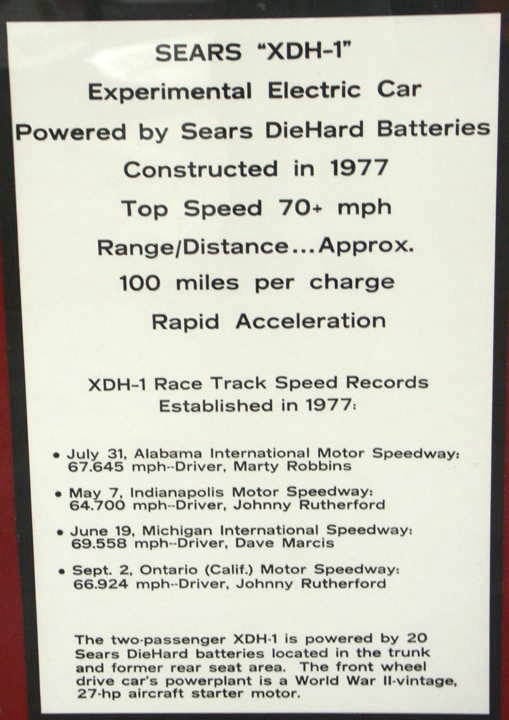 SEARS "XDH-1"
Experimental Electric Car
Powered by Sears DieHard Batteries
Constructed in 1977
Top Speed 70+ mph
Range/Distance...Approx.
100 miles per charge
Rapid Acceleration
XDH-1 Race Track Speed Records
Established in 1977:
• July 31, Alabama International Motor Speedway:
67.645 mph--Driver, Marty Robbins
• May 7, Indianapolis Motor Speedway:
64.700 mph--Driver, Johnny Rutherford
• June 19, Michigan International Speedway:
69.558 mph--Driver, Dave Marcis
• Sept. 2, Ontario (Calif.) Motor Speedway:
66.924 mph--Driver, Johnny Rutherford
The two-passenger XDH-1 is powered by 20
Sears DieHard batteries located in the trunk
and former rear seat area. The front wheel
drive car's powerplant is a World War II-vintage,
27-hp aircraft starter motor.